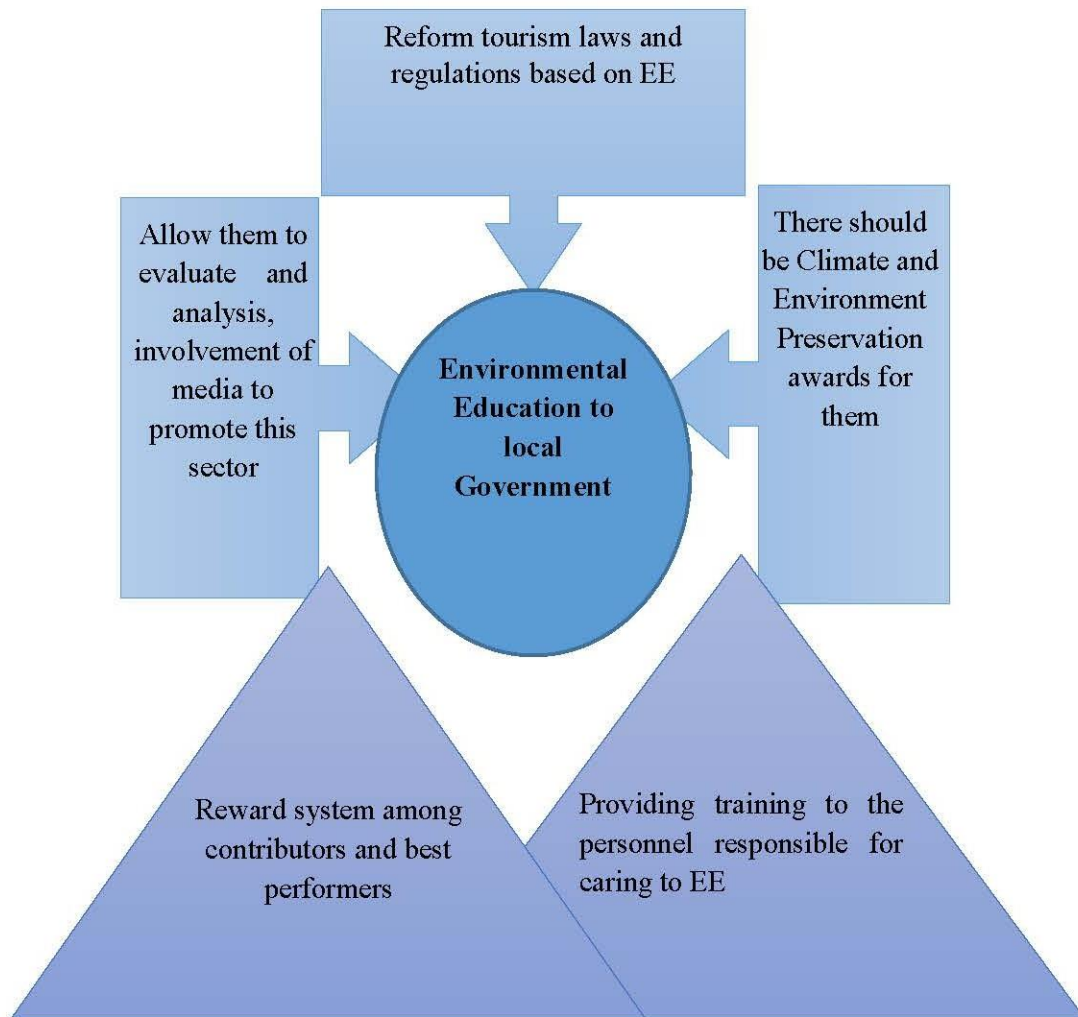 Reform tourism laws and
regulations based on EE
Allow them to
evaluate and
analysis,
involvement of
media to
promote this
sector
Environmental
Education to
local
Government
There should
be Climate and
Environment
Preservation
awards for
them
Reward system among
contributors and best
performers
Providing training to the
personnel responsible for
caring to EE